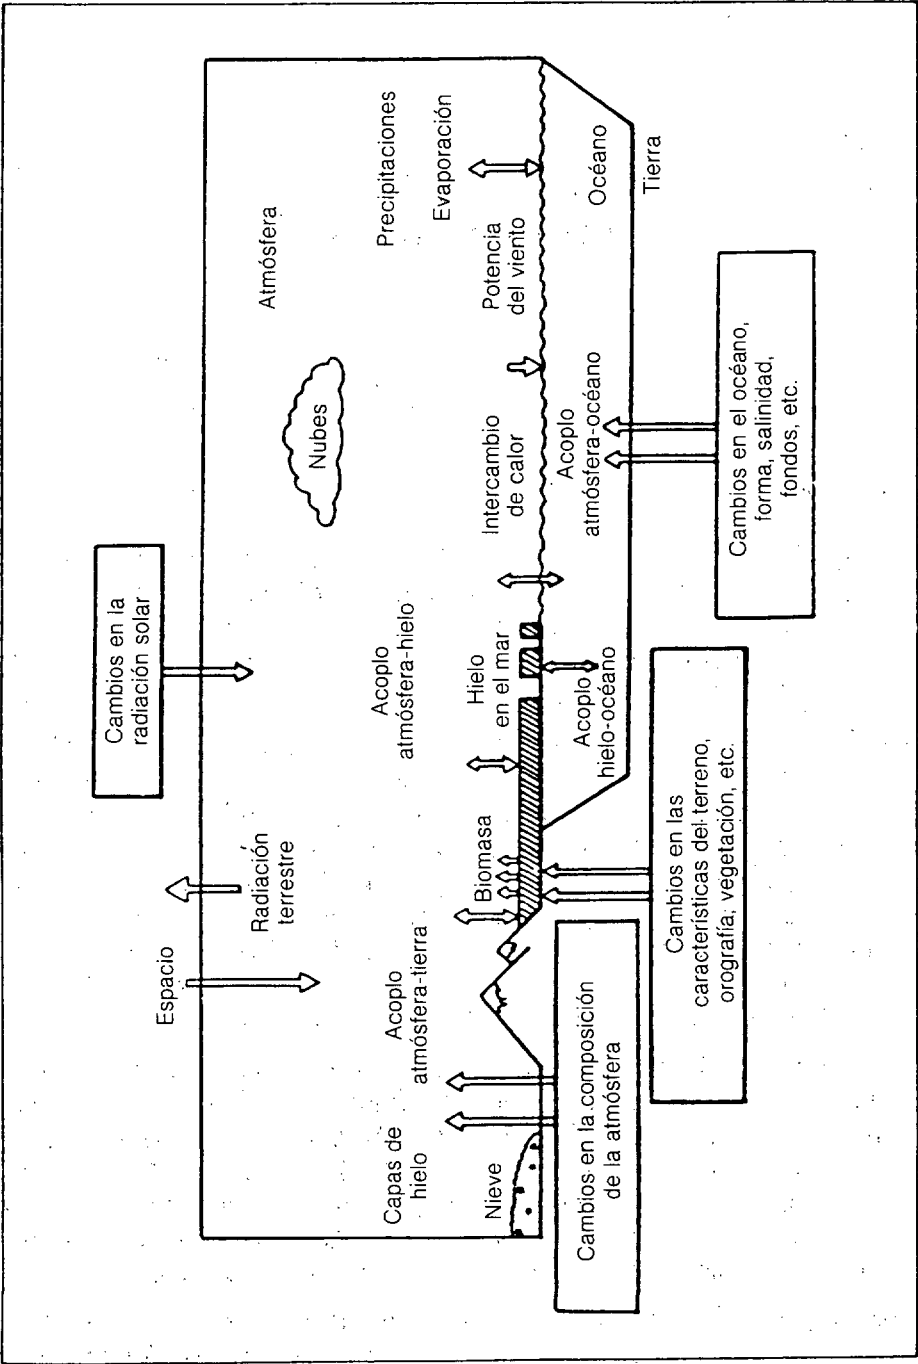 Cambios en la
radiación solar
Espacio
Radiación
terrestre
Nubes
Atmósfera
Capas de
hielo
Acoplo
atmósfera-tierra
Acoplo
atmósfera-hielo
Precipitaciones
Evaporación
Nieve
Biomasa
Hielo
en el mar
Intercambio
de calor
Potencia
del viento
Acoplo
hielo-océano
Acoplo
atmósfera-océano
Océano
Tierra
Cambios en la composición
de la atmósfera
Cambios en las
características del terreno,
orografía, vegetación, etc.
Cambios en el océano,
forma, salinidad,
fondos, etc.